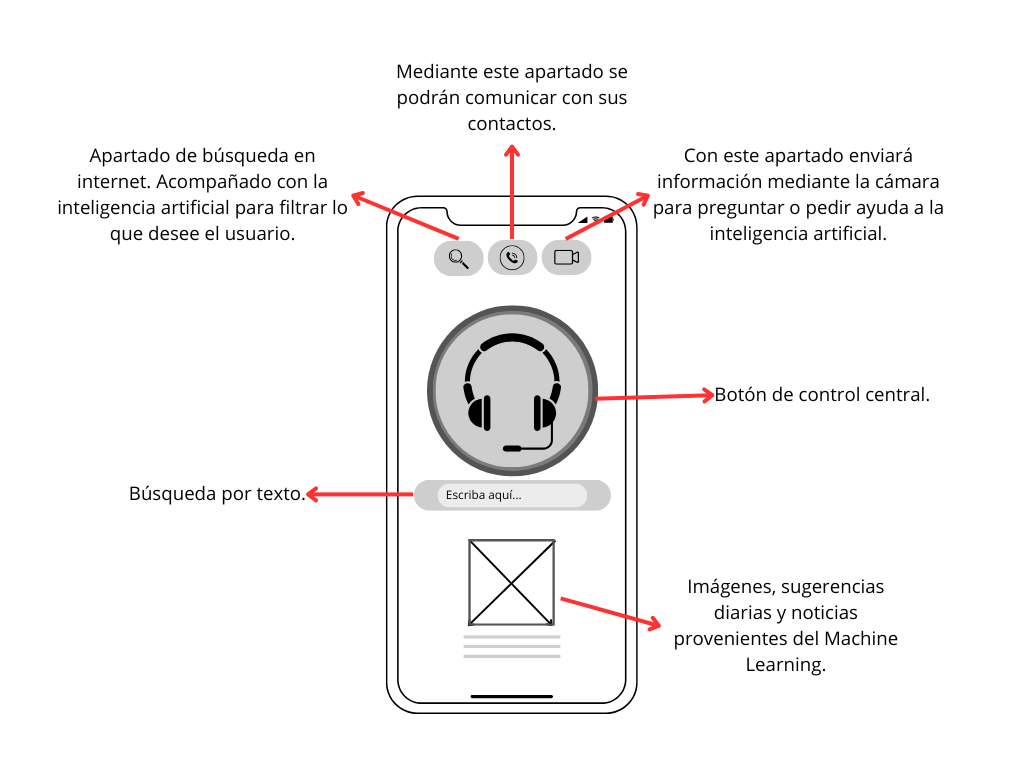 Mediante este apartado se
podrán comunicar con sus
contactos.
Apartado de búsqueda en
internet. Acompañado con la
inteligencia artificial para filtrar lo
que desee el usuario.
Con este apartado enviará
información mediante la cámara
para preguntar o pedir ayuda a la
inteligencia artificial.
Botón de control central.
Búsqueda por texto.
Escriba aquí...
Imágenes, sugerencias
diarias y noticias
provenientes del Machine
Learning.